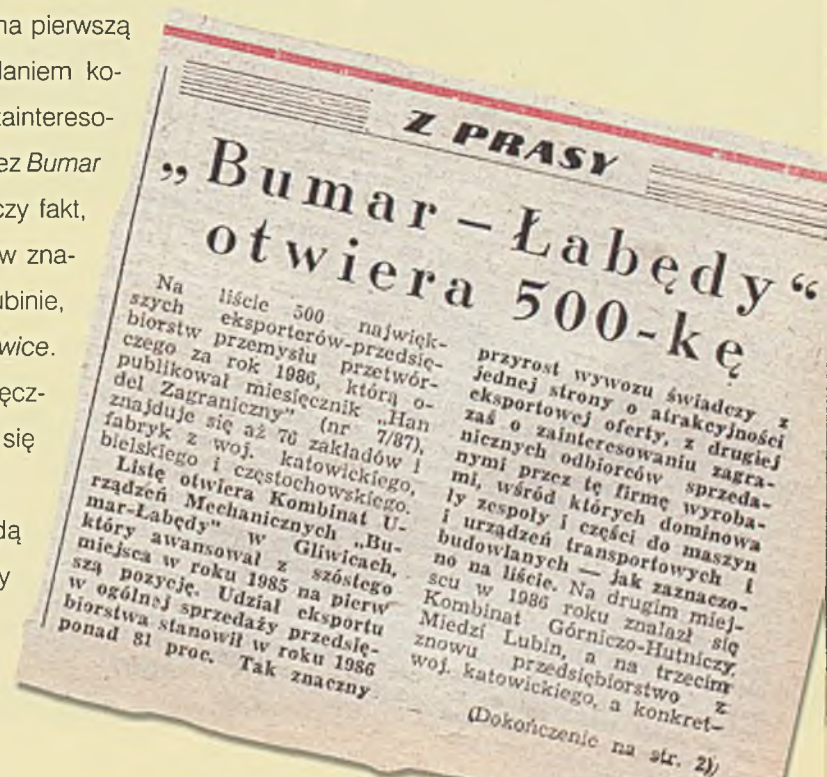 na pierwszą
ko-
ez Bumar
czy fakt,
w zna-
ubinie,
wice.
ęcz-
się
dą
y
Z PRASY
„Bumar – Łabędy“
otwiera 500-kę
Na liście 500 najwięk-
szych eksporterów-przedsię-
biorstw przemysłu przetwór-
czego za rok 1986, którą o-
publikował miesięcznik „Han
del Zagraniczny” (nr 7/87),
znajduje się aż 76 zakładów i
fabryk z woj. katowickiego,
bielskiego i częstochowskiego.
Listę otwiera Kombinat U-
rządzeń Mechanicznych „Bu-
mar-Łabędy” w Gliwicach,
który awansował z szóstego
miejsca w roku 1985 na pierw
szą pozycję. Udział eksportu
w ogólnej sprzedaży przedsię-
biorstwa stanowił w roku 1986
ponad 81 proc. Tak znaczny
przyrost wywozu świadczy z
jednej strony o atrakcyjności
eksportowej oferty, z drugiej
zaś o zainteresowaniu zagra-
nicznych odbiorców sprzeda-
nymi przez tę firmę wyroba-
mi, wśród których dominowa
ły zespoły i części do maszyn
i urządzeń transportowych i
budowlanych — jak zaznaczo-
no na liście. Na drugim miej-
scu w 1986 roku znalazł się
Kombinat Górniczo-Hutniczy
Miedzi Lubin, a na trzecim
znowu przedsiębiorstwo z
woj. katowickiego, a konkret-
(Dokończenie na str. 2)